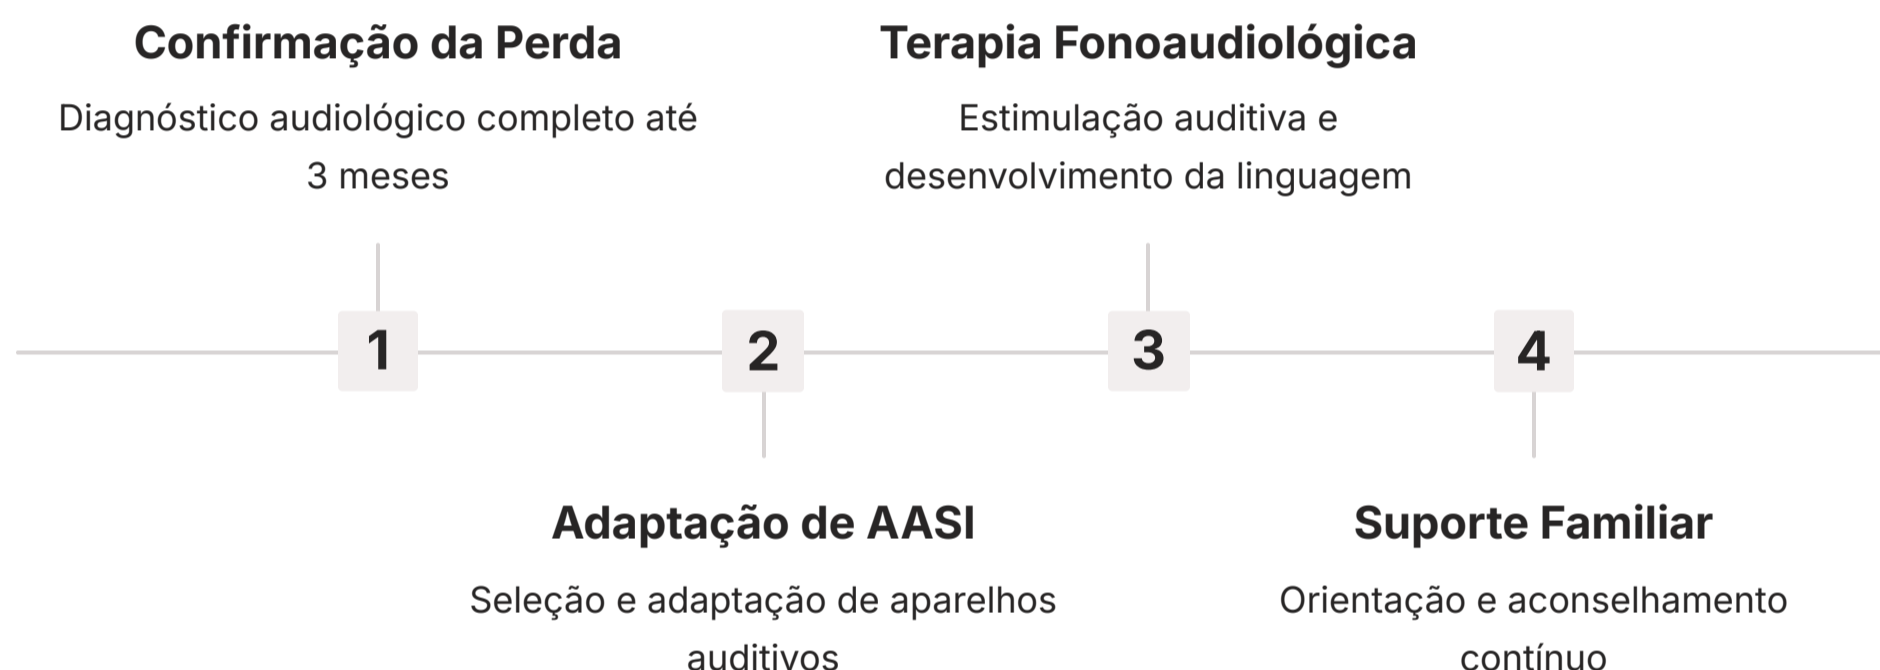 Confirmação da Perda
Diagnóstico audiológico completo até
3 meses
Terapia Fonoaudiológica
Estimulação auditiva e
desenvolvimento da linguagem
1
2
3
4
Adaptação de AASI
Seleção e adaptação de aparelhos
auditivos
Suporte Familiar
Orientação e aconselhamento
contínuo